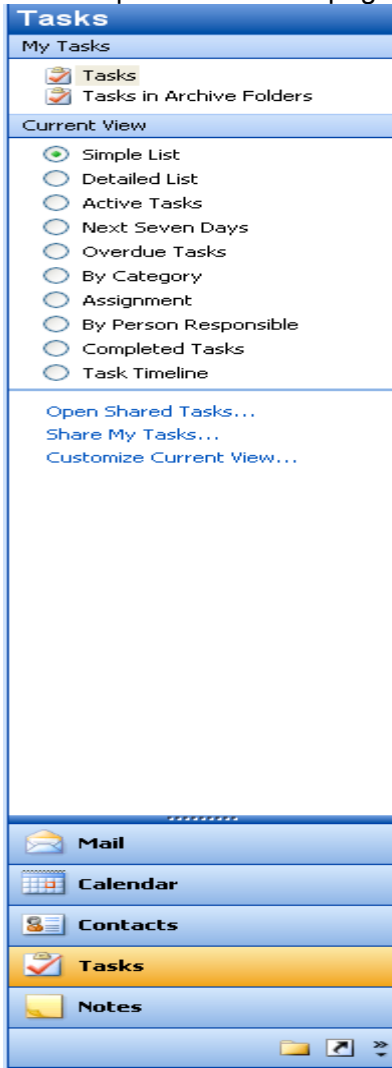 Tasks
My Tasks
Tasks
Tasks in Archive Folders
Current View
Simple List
Detailed List
Active Tasks
Next Seven Days
Overdue Tasks
By Category
Assignment
By Person Responsible
Completed Tasks
Task Timeline
Open Shared Tasks...
Share My Tasks...
Customize Current View...
Mail
Calendar
Contacts
Tasks
Notes